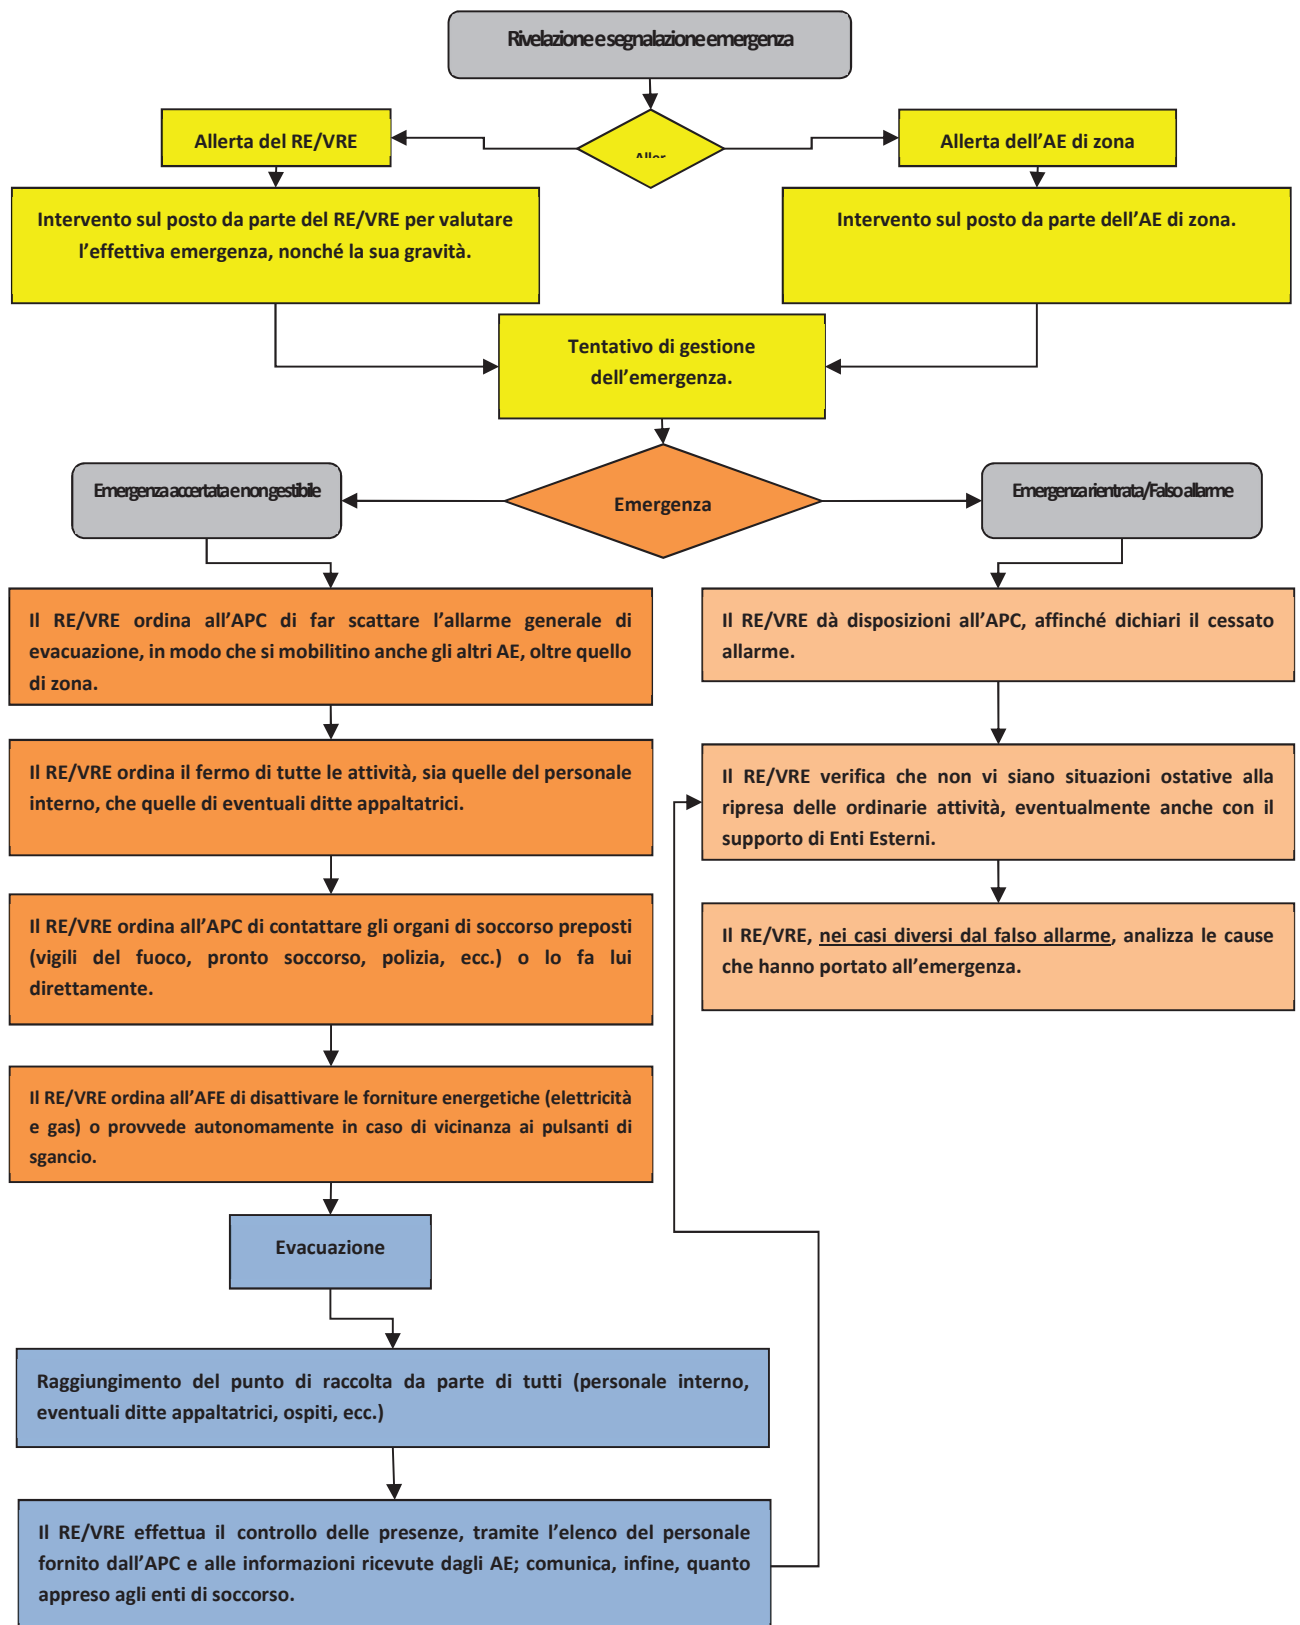 Rivelazione e segnalazione emergenza
Allerta del RE/VRE
Allerta dell'AE di zona
Intervento sul posto da parte del RE/VRE per valutare
l'effettiva emergenza, nonché la sua gravità.
Intervento sul posto da parte dell'AE di zona.
Tentativo di gestione
dell'emergenza.
Emergenza accertata e non gestibile
Emergenza
Emergenza rientrata/Falso allarme
Il RE/VRE ordina all'APC di far scattare l'allarme generale di
evacuazione, in modo che si mobilitino anche gli altri AE, oltre quello
di zona.
Il RE/VRE ordina il fermo di tutte le attività, sia quelle del personale
interno, che quelle di eventuali ditte appaltatrici.
Il RE/VRE ordina all'APC di contattare gli organi di soccorso preposti
(vigili del fuoco, pronto soccorso, polizia, ecc.) o lo fa lui
direttamente.
Il RE/VRE ordina all'AFE di disattivare le forniture energetiche (elettricità
e gas) o provvede autonomamente in caso di vicinanza ai pulsanti di
sgancio.
Il RE/VRE dà disposizioni all'APC, affinché dichiari il cessato
allarme.
Il RE/VRE verifica che non vi siano situazioni ostative alla
ripresa delle ordinarie attività, eventualmente anche con il
supporto di Enti Esterni.
Il RE/VRE, nei casi diversi dal falso allarme, analizza le cause
che hanno portato all'emergenza.
Evacuazione
Raggiungimento del punto di raccolta da parte di tutti (personale interno,
eventuali ditte appaltatrici, ospiti, ecc.)
Il RE/VRE effettua il controllo delle presenze, tramite l'elenco del personale
fornito dall'APC e alle informazioni ricevute dagli AE; comunica, infine, quanto
appreso agli enti di soccorso.